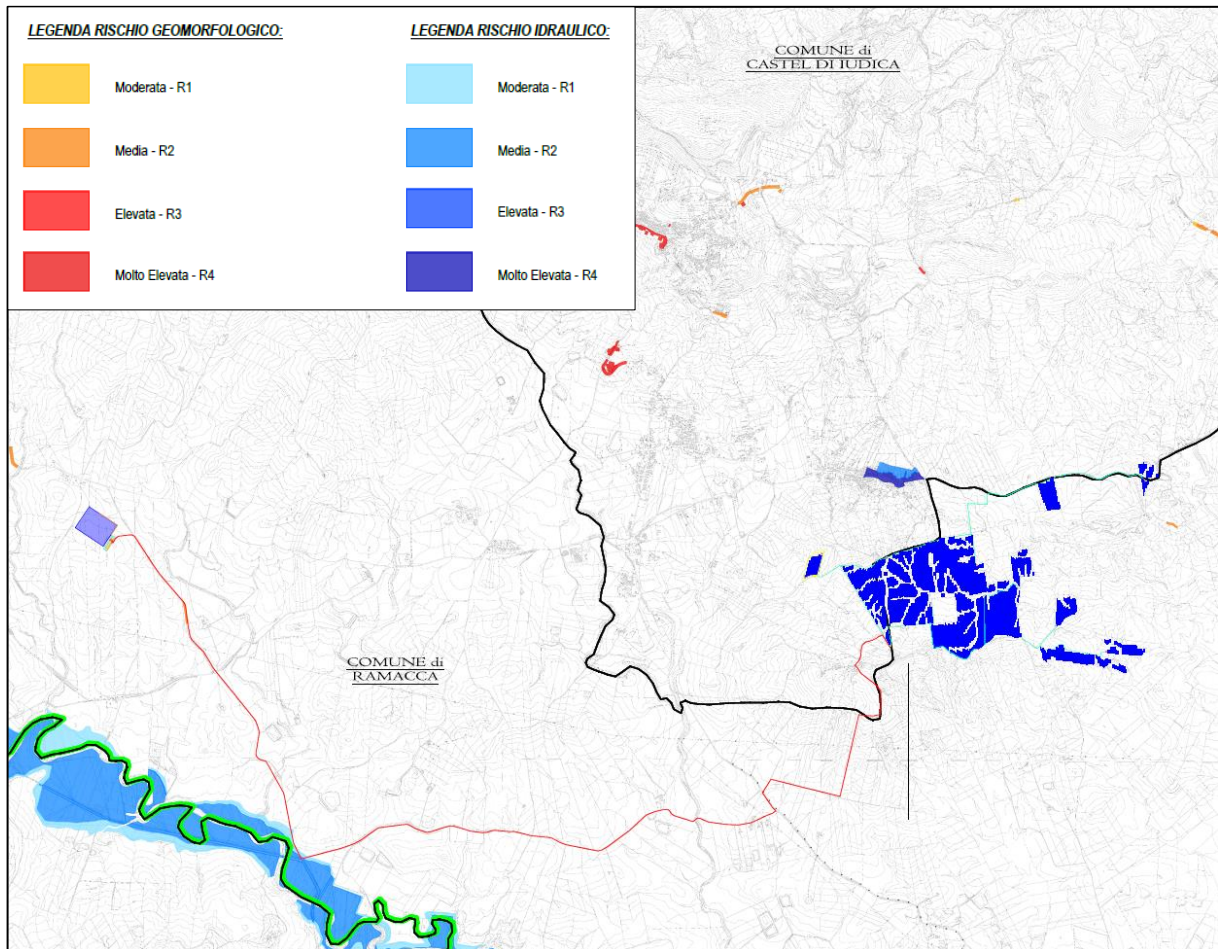 LEGENDA RISCHIO GEOMORFOLOGICO:
Moderata - R1
Media - R2
Elevata - R3
Molto Elevata - R4
LEGENDA RISCHIO IDRAULICO:
Moderata - R1
Media - R2
Elevata - R3
Molto Elevata - R4
COMUNE di
CASTEL DI IUDICA
COMUNE di
RAMACCA